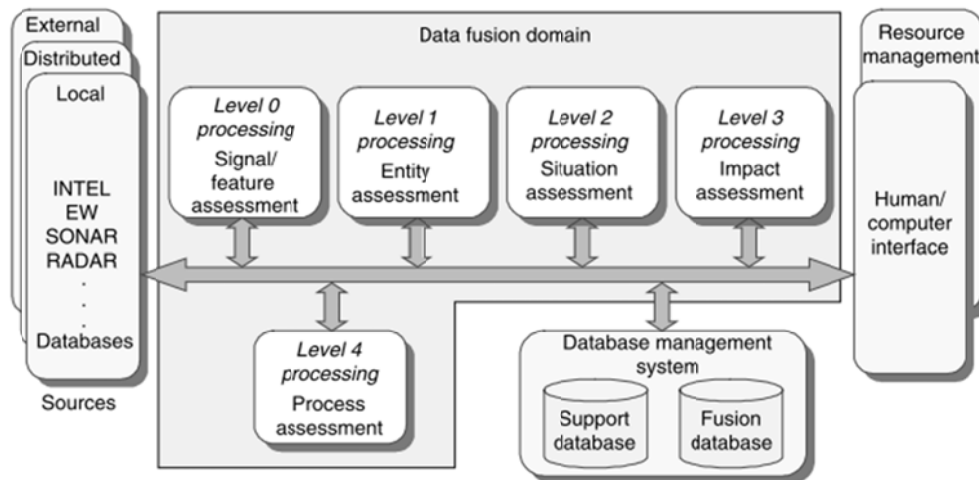 External
Distributed
Local
INTEL
EW
SONAR
RADAR
.
.
.
Databases
Sources
Data fusion domain
Level 0
processing
Signal/
feature
assessment
Level 1
processing
Entity
assessment
Level 2
processing
Situation
assessment
Level 3
processing
Impact
assessment
Level 4
processing
Process
assessment
Database management
system
Support
database
Fusion
database
Resource
management
Human/
computer
interface